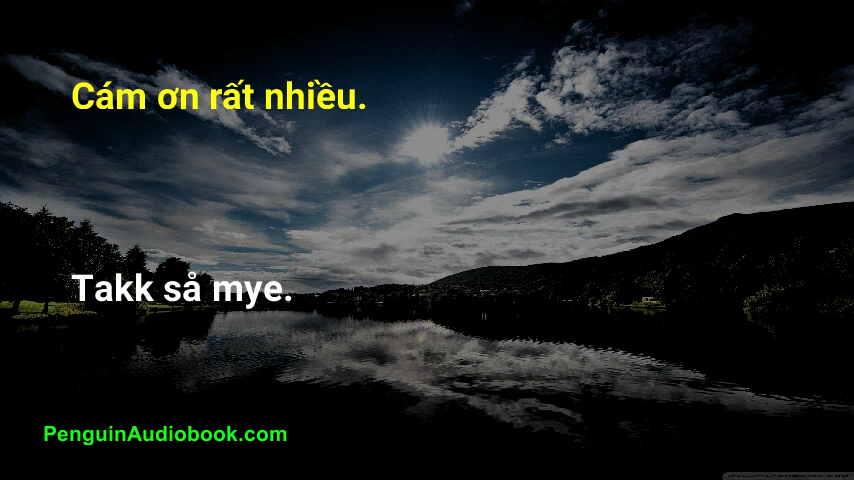 Cám ơn rất nhiều.
Takk så mye.
PenguinAudiobook.com